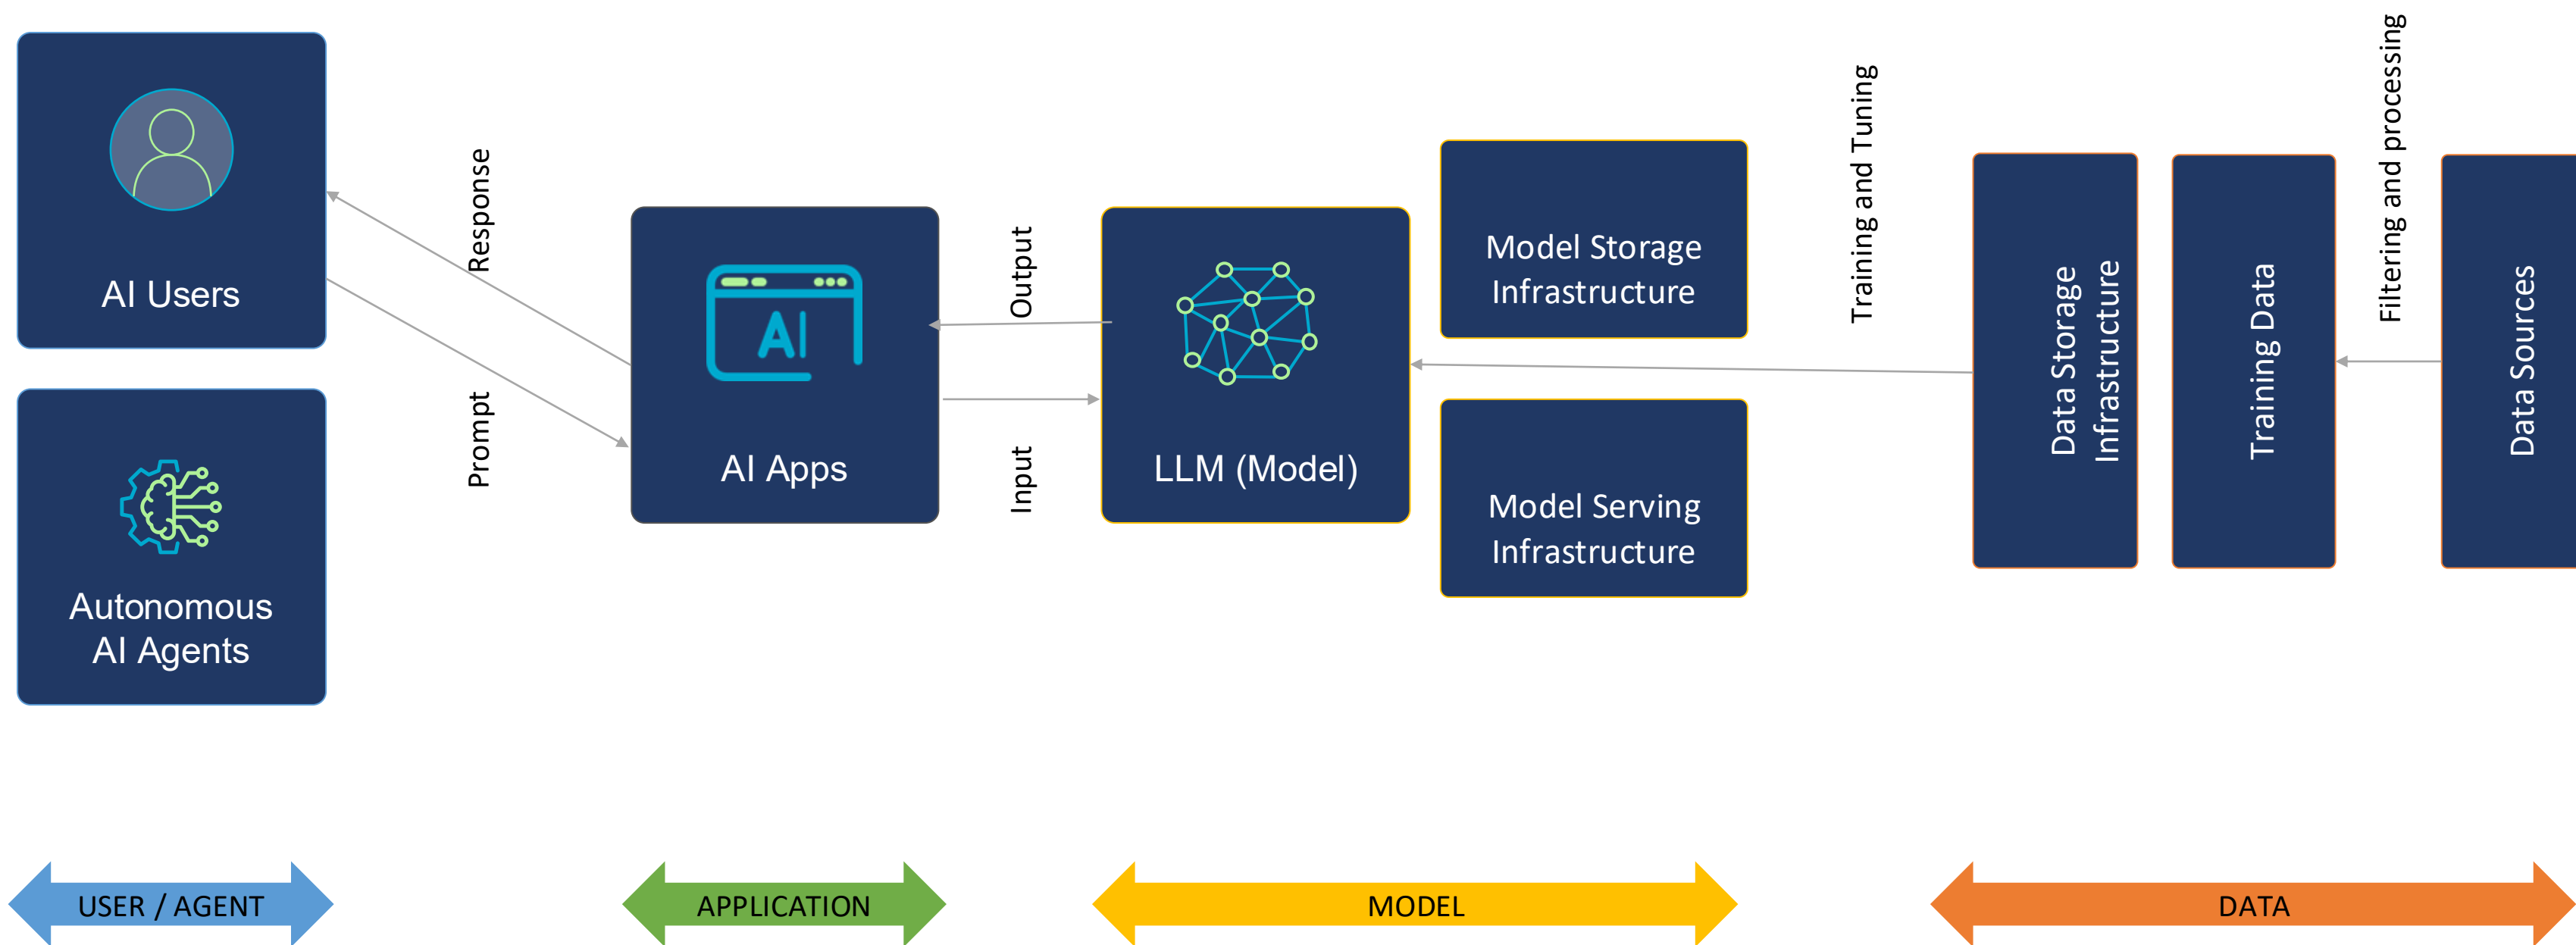 AI Users
Autonomous
AI Agents
Response
Prompt
AI
AI Apps
Output
Input
LLM (Model)
Model Storage
Infrastructure
Model Serving
Infrastructure
Training and Tuning
Data Storage
Infrastructure
Training Data
Filtering and processing
Data Sources
USER / AGENT
APPLICATION
MODEL
DATA